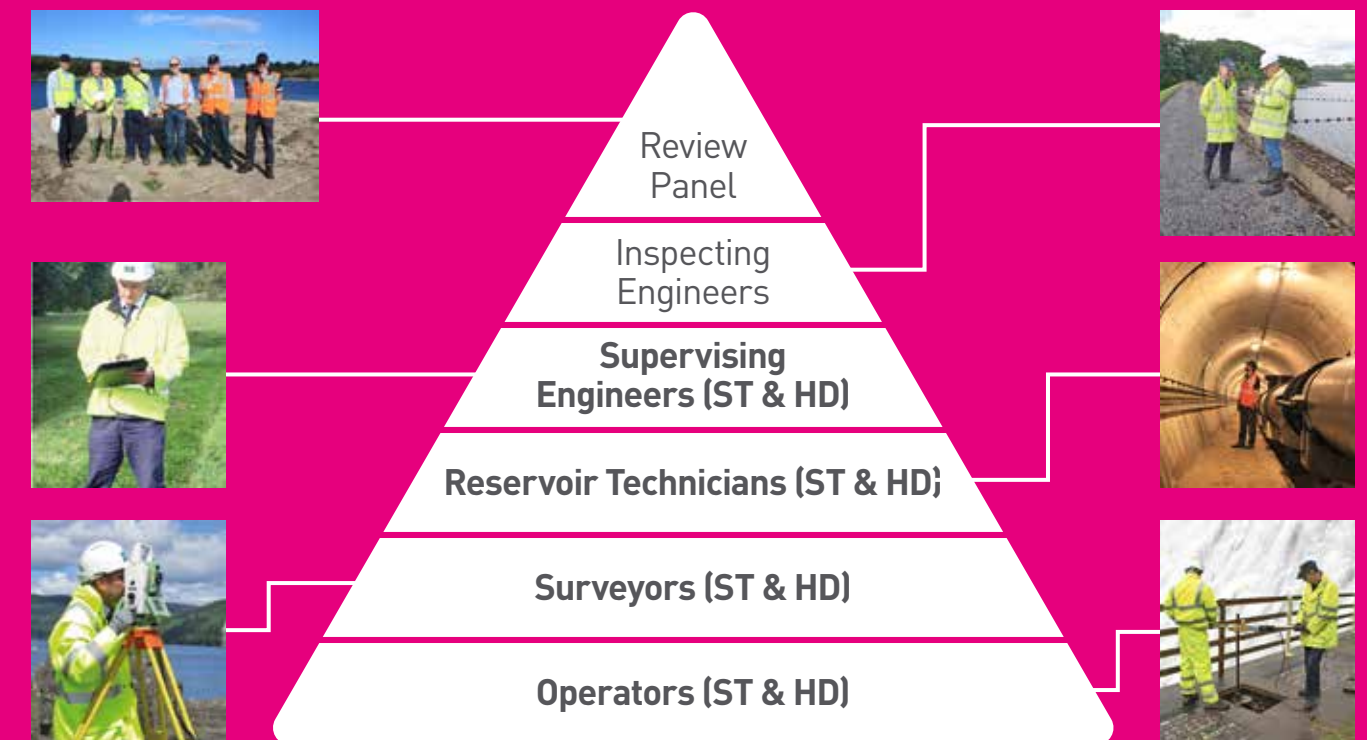 Review
Panel
Inspecting
Engineers
Supervising
Engineers (ST & HD)
Reservoir Technicians (ST & HD)
Surveyors (ST & HD)
Operators (ST & HD)